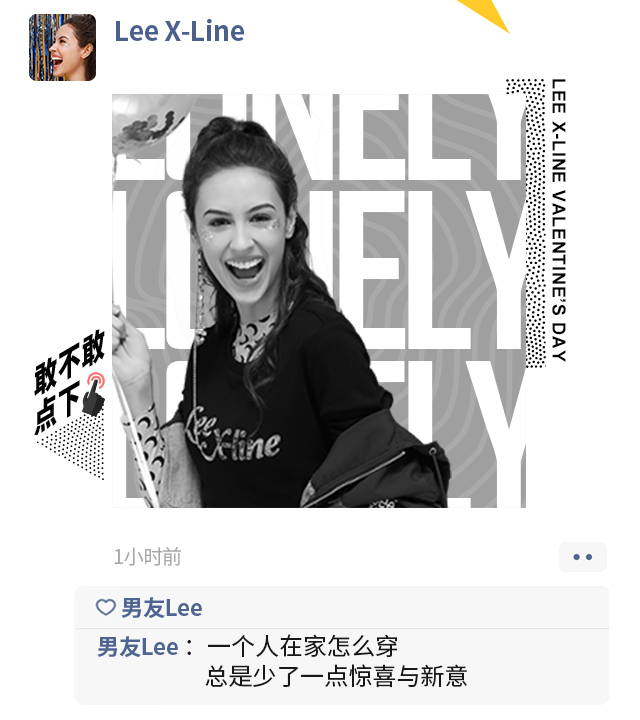 Lee X-Line
LONELY
LONELY
LONELY
LEE X-LINE VALENTINE'S DAY
敢不敢
点下
Lee
X-line
1小时前
男友Lee
男友Lee： 一个人在家怎么穿
总是少了一点惊喜与新意